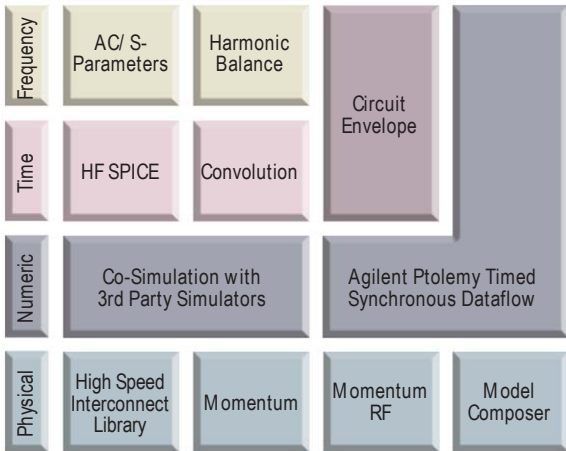 Frequency
AC/ S-
Parameters
Harmonic
Balance
Circuit
Envelope
Time
HF SPICE
Convolution
Numeric
Co-Simulation with
3rd Party Simulators
Agilent Ptolemy Timed
Synchronous Dataflow
Physical
High Speed
Interconnect
Library
Momentum
Momentum
RF
Model
Composer